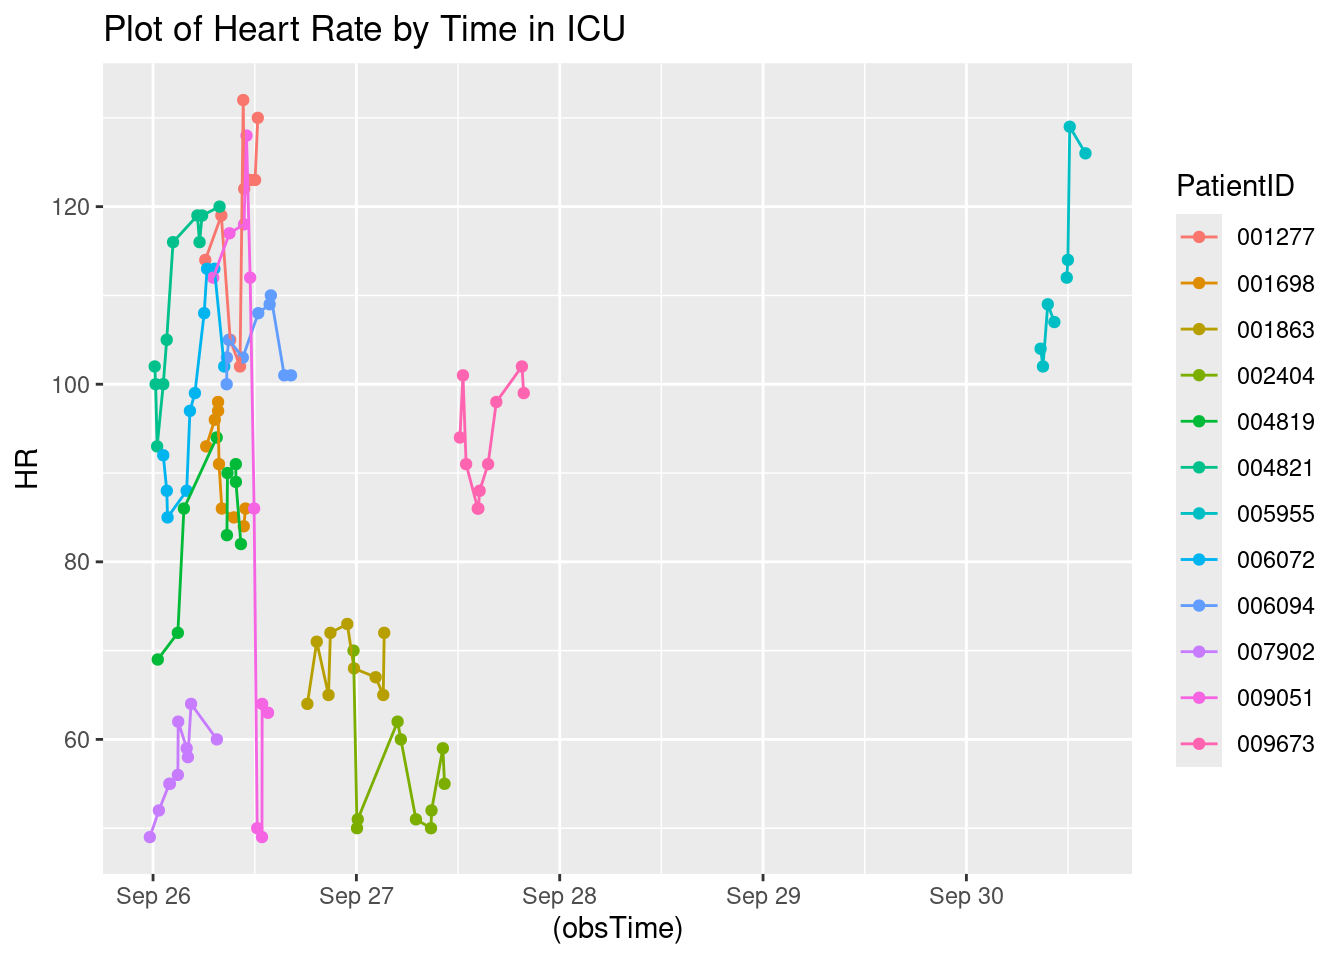 Plot of Heart Rate by Time in ICU
HR
120
100
80
60
Sep 26
Sep 27
Sep 28
Sep 29
Sep 30
(obsTime)
PatientID
001277
001698
001863
002404
004819
004821
005955
006072
006094
007902
009051
009673